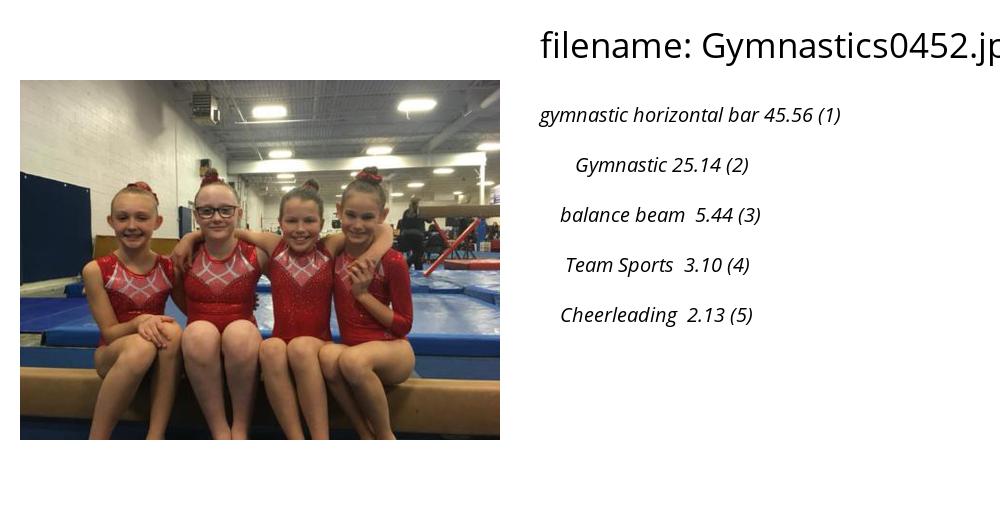 filename: Gymnastics0452.jp
gymnastic horizontal bar 45.56 (1)
Gymnastic 25.14 (2)
balance beam 5.44 (3)
Team Sports 3.10 (4)
Cheerleading 2.13 (5)